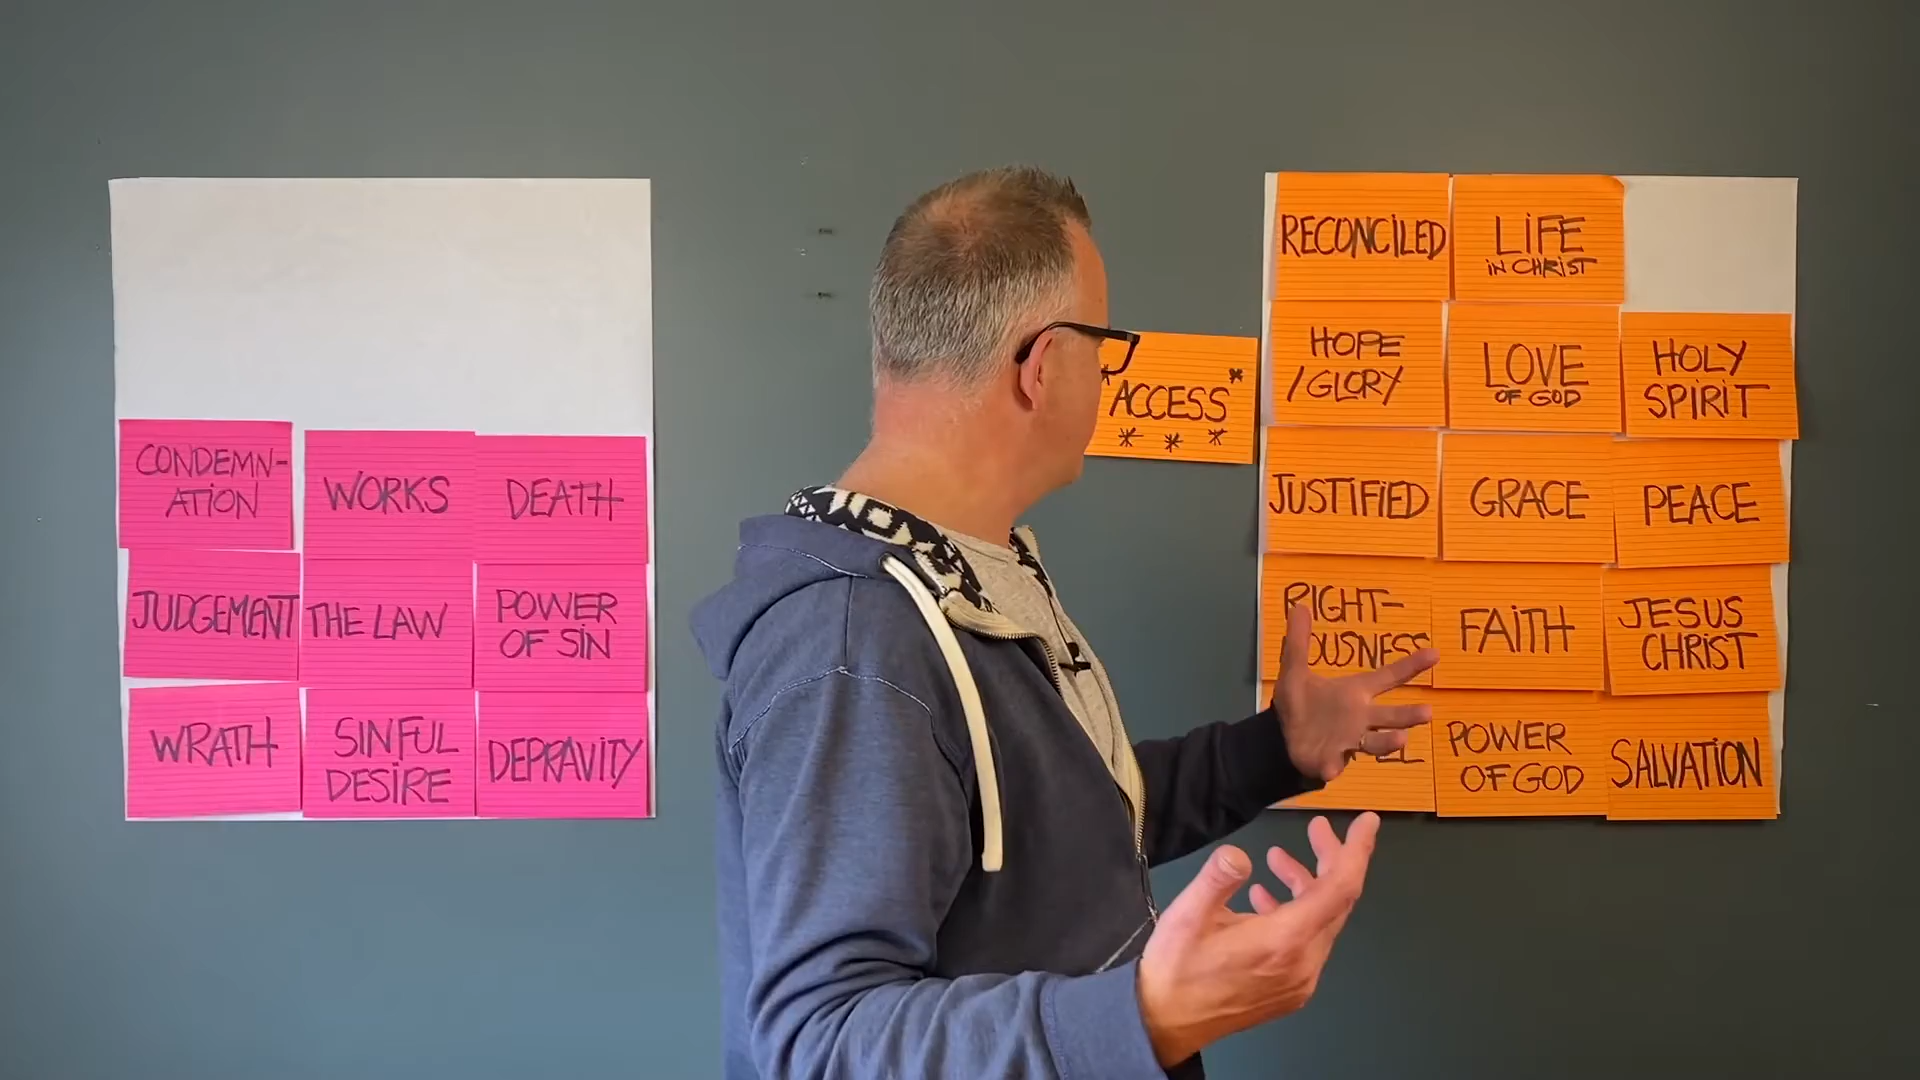 CONDEMN-
ATION
WORKS
DEATH
JUDGEMENT
THE LAW
POWER
OF SIN
WRATH
SINFUL
DESIRE
DEPRAVITY
ACCESS
RECONCILED
LIFE
IN CHRIST
HOPE
/GLORY
LOVE
OF GOD
HOLY
SPIRIT
JUSTIFIED
GRACE
PEACE
RIGHT-
OUSNESS
FAITH
JESUS
CHRIST
POWER
OF GOD
SALVATION